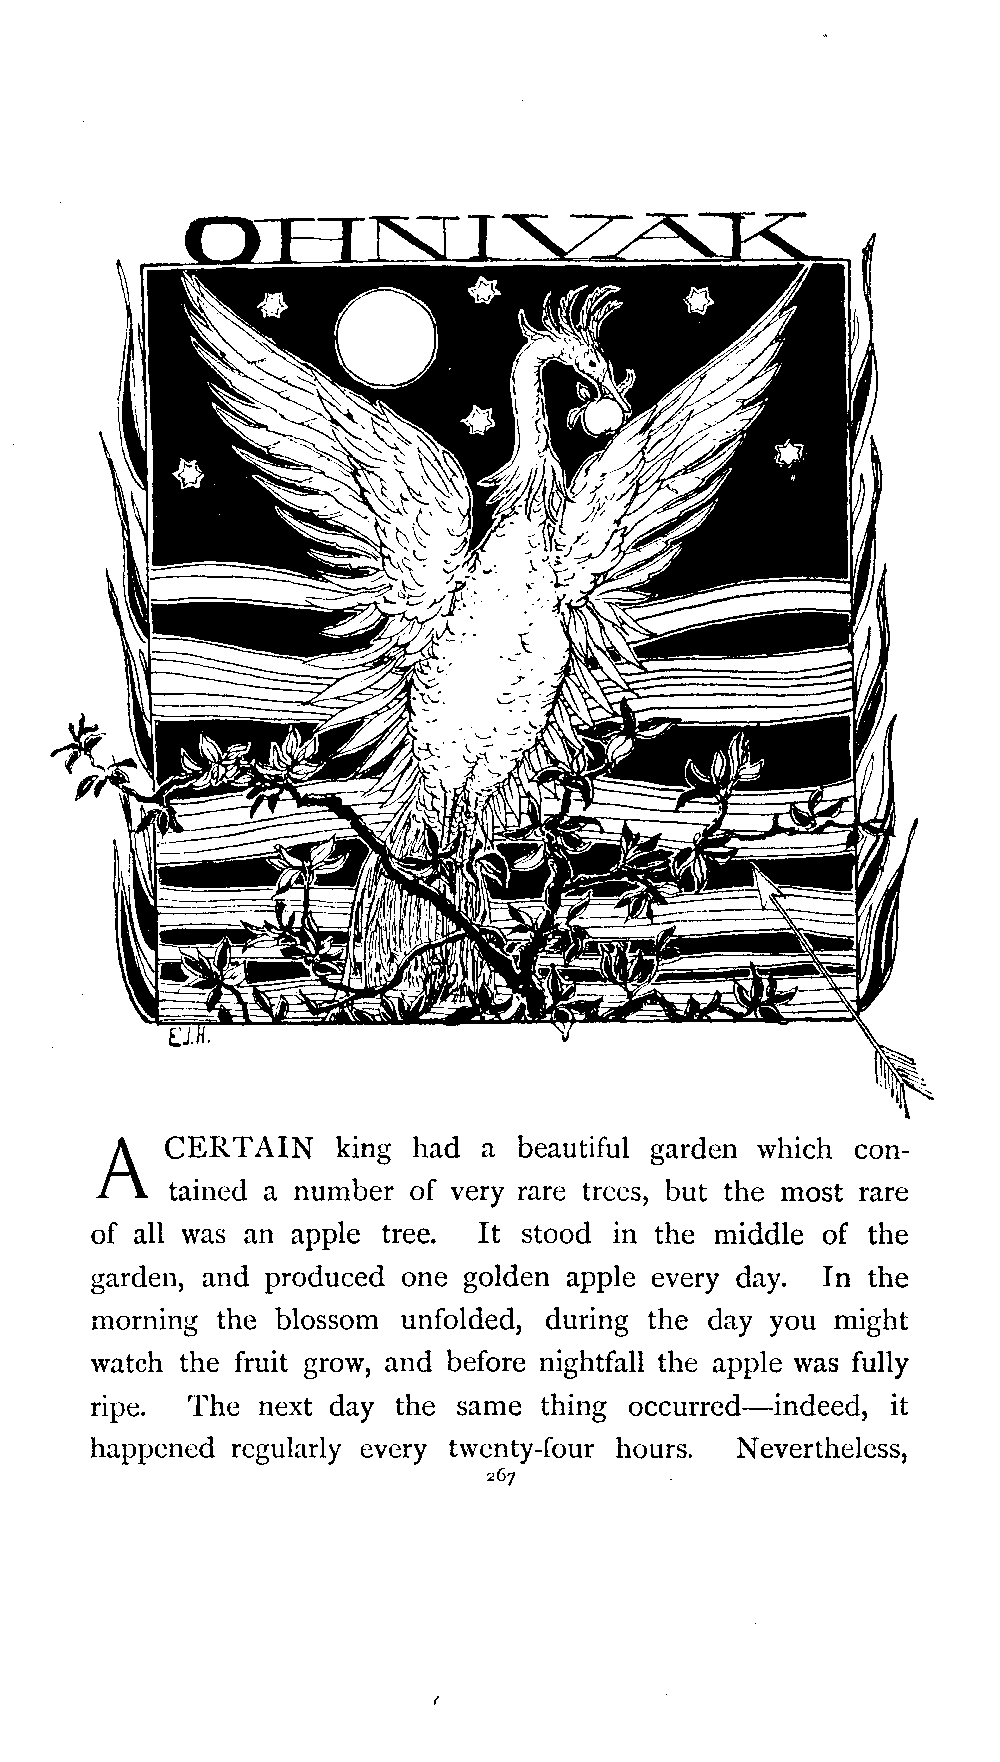 OHNIVAK
E.J.H.
A CERTAIN king had a beautiful garden which con-
tained a number of very rare trees, but the most rare
of all was an apple tree. It stood in the middle of the
garden, and produced one golden apple every day. In the
morning the blossom unfolded, during the day you might
watch the fruit grow, and before nightfall the apple was fully
ripe. The next day the same thing occurred—indeed, it
happened regularly every twenty-four hours. Nevertheless,
267